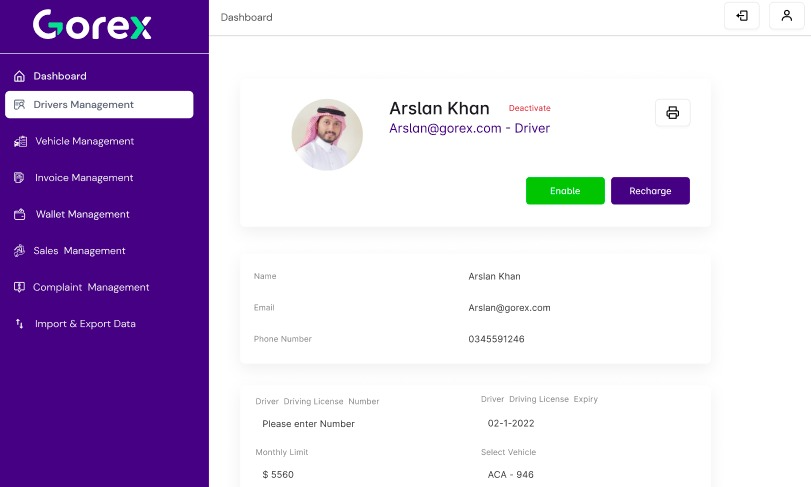 Gorex
Dashboard
Dashboard
Drivers Management
Vehicle Management
Invoice Management
Wallet Management
Sales Management
Complaint Management
Import & Export Data
Arslan Khan Deactivate
Arslan@gorex.com - Driver
Enable Recharge
Name Arslan Khan
Email Arslan@gorex.com
Phone Number 0345591246
Driver Driving License Number Driver Driving License Expiry
Please enter Number 02-1-2022
Monthly Limit Select Vehicle
$ 5560 ACA - 946